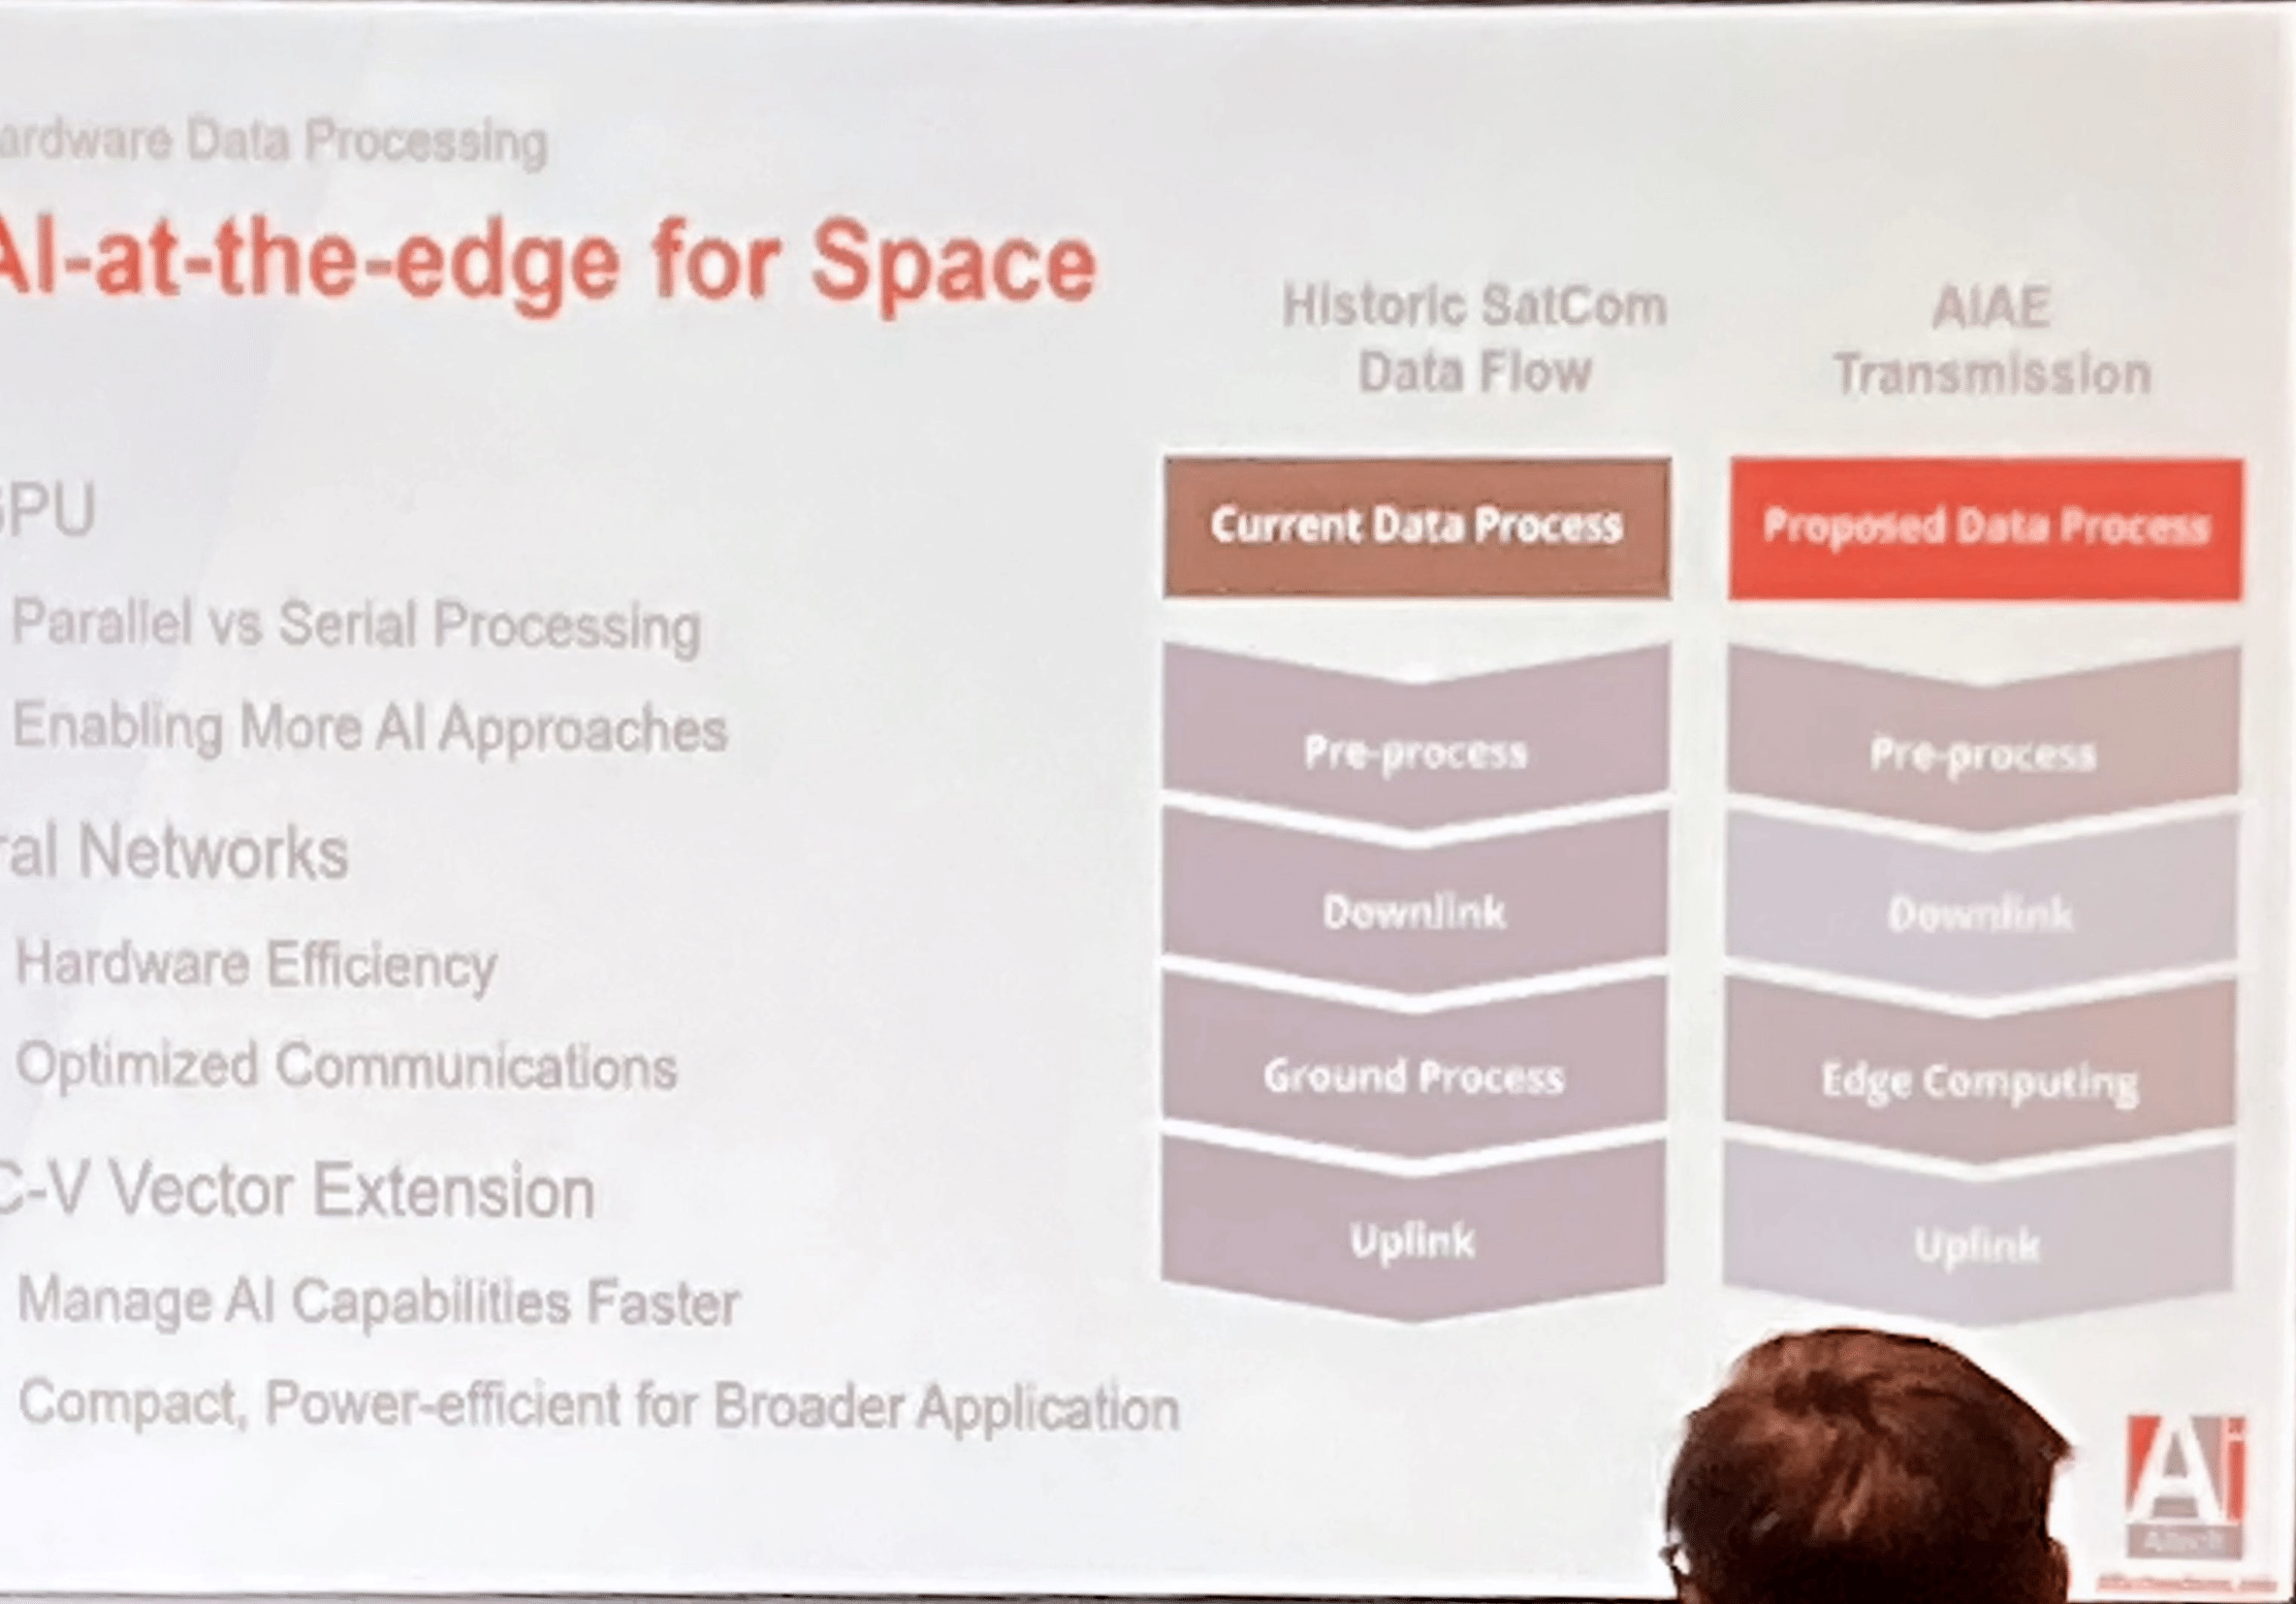 ardware Data Processing
AI-at-the-edge for Space
GPU
Parallel vs Serial Processing
Enabling More AI Approaches
ral Networks
Hardware Efficiency
Optimized Communications
C-V Vector Extension
Manage AI Capabilities Faster
Compact, Power-efficient for Broader Application
Historic SatCom
Data Flow
Current Data Process
Pre-process
Downlink
Ground Process
Uplink
AIAE
Transmission
Proposed Data Process
Pre-process
Downlink
Edge Computing
Uplink
Ai
Aitech